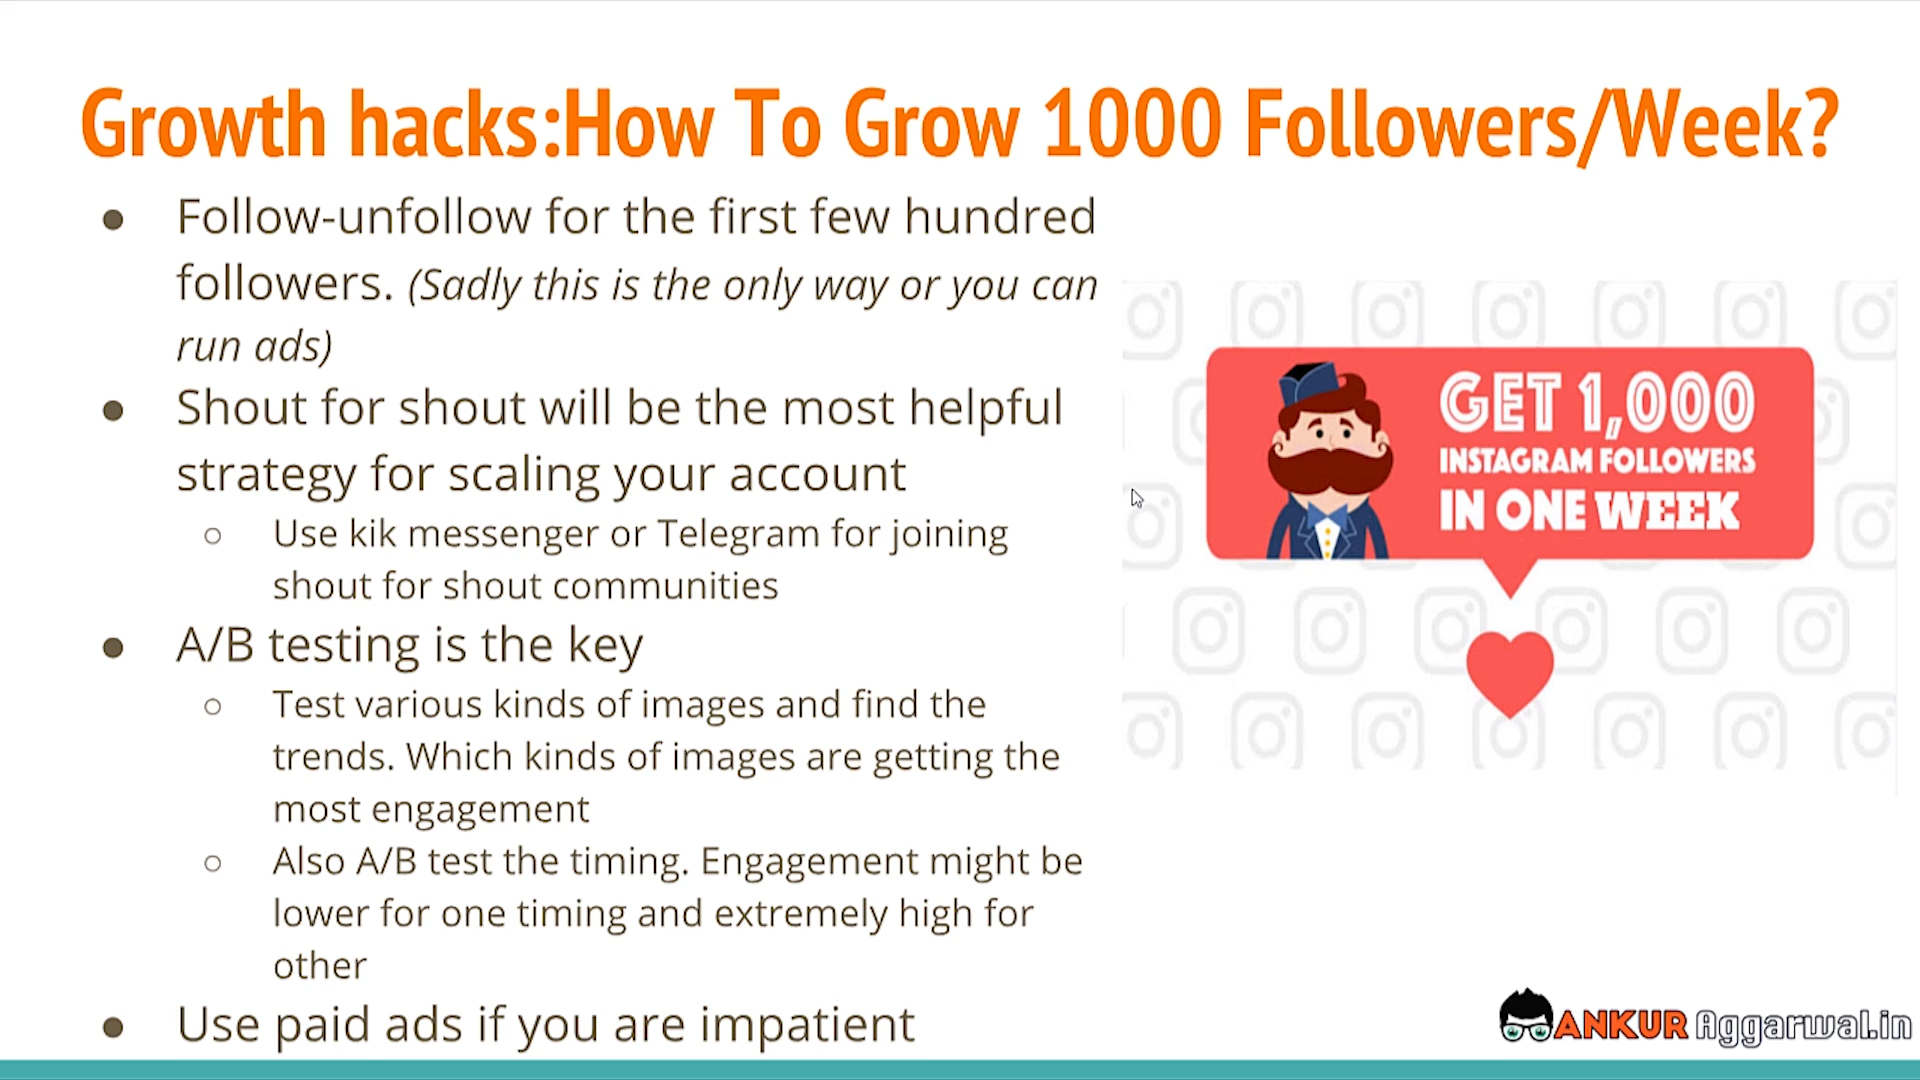 Growth hacks:How To Grow 1000 Followers/Week?
● Follow-unfollow for the first few hundred
followers. (Sadly this is the only way or you can
run ads)
● Shout for shout will be the most helpful
strategy for scaling your account
○ Use kik messenger or Telegram for joining
shout for shout communities
● A/B testing is the key
○ Test various kinds of images and find the
trends. Which kinds of images are getting the
most engagement
○ Also A/B test the timing. Engagement might be
lower for one timing and extremely high for
other
● Use paid ads if you are impatient
GET 1,000
INSTAGRAM FOLLOWERS
IN ONE WEEK
ANKUR Aggarwal.in